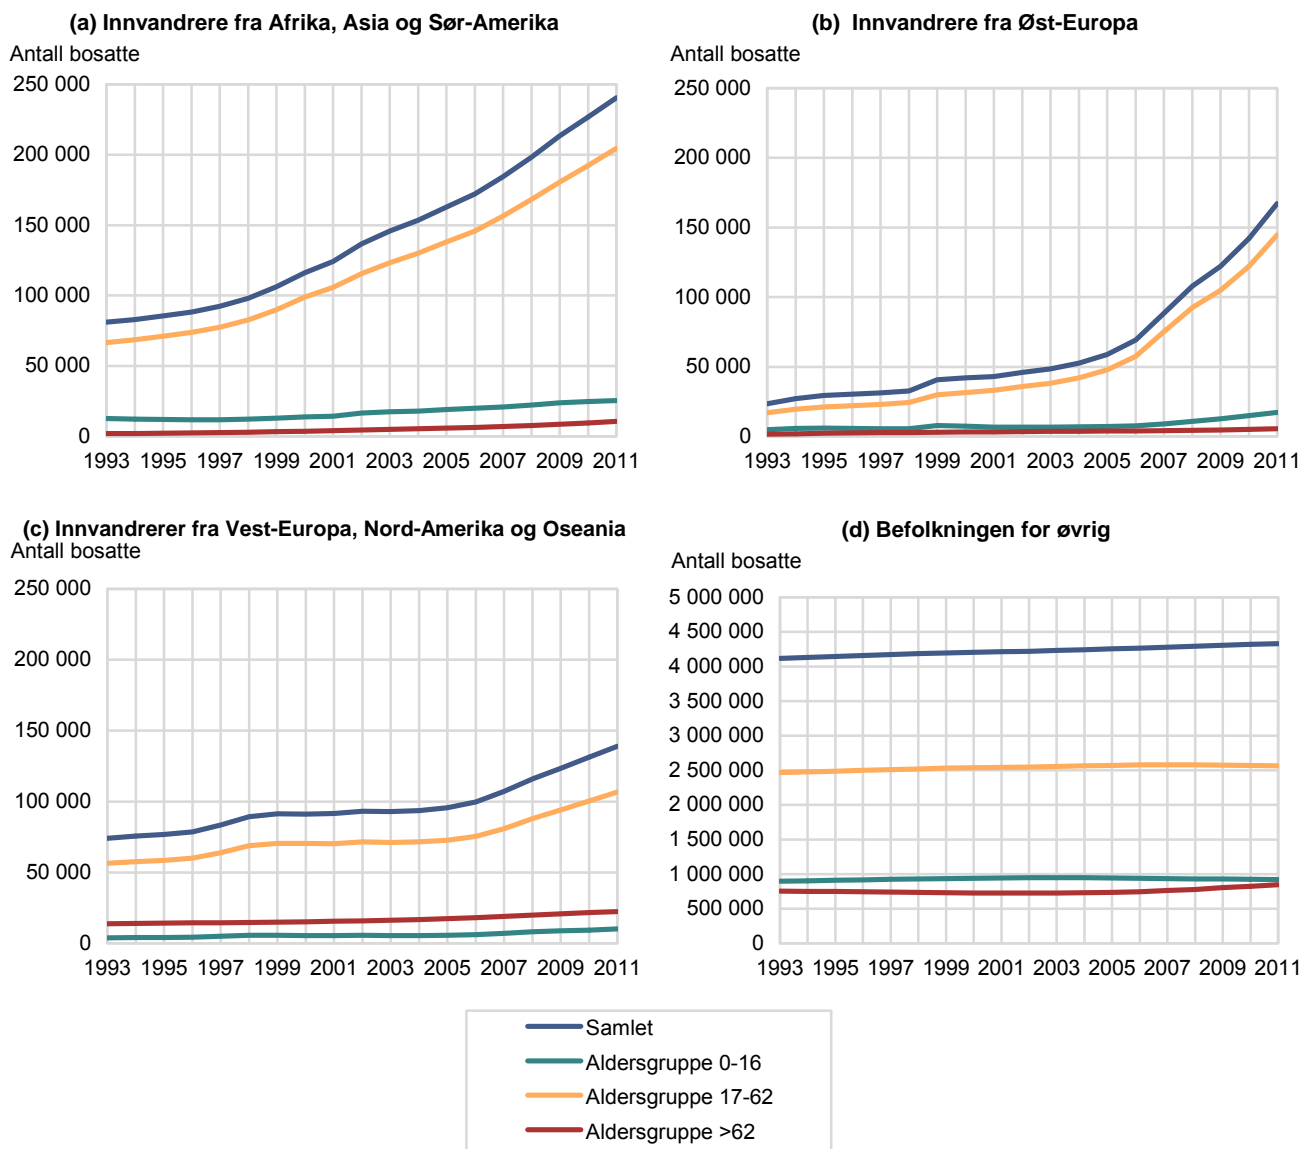 (a) Innvandrere fra Afrika, Asia og Sør-Amerika
Antall bosatte
250 000
200 000
150 000
100 000
50 000
0
1993 1995 1997 1999 2001 2003 2005 2007 2009 2011
(b) Innvandrere fra Øst-Europa
Antall bosatte
250 000
200 000
150 000
100 000
50 000
0
1993 1995 1997 1999 2001 2003 2005 2007 2009 2011
(c) Innvandrerer fra Vest-Europa, Nord-Amerika og Oseania
Antall bosatte
250 000
200 000
150 000
100 000
50 000
0
1993 1995 1997 1999 2001 2003 2005 2007 2009 2011
(d) Befolkningen for øvrig
Antall bosatte
5 000 000
4 500 000
4 000 000
3 500 000
3 000 000
2 500 000
2 000 000
1 500 000
1 000 000
500 000
0
1993 1995 1997 1999 2001 2003 2005 2007 2009 2011
Samlet
Aldersgruppe 0-16
Aldersgruppe 17-62
Aldersgruppe >62